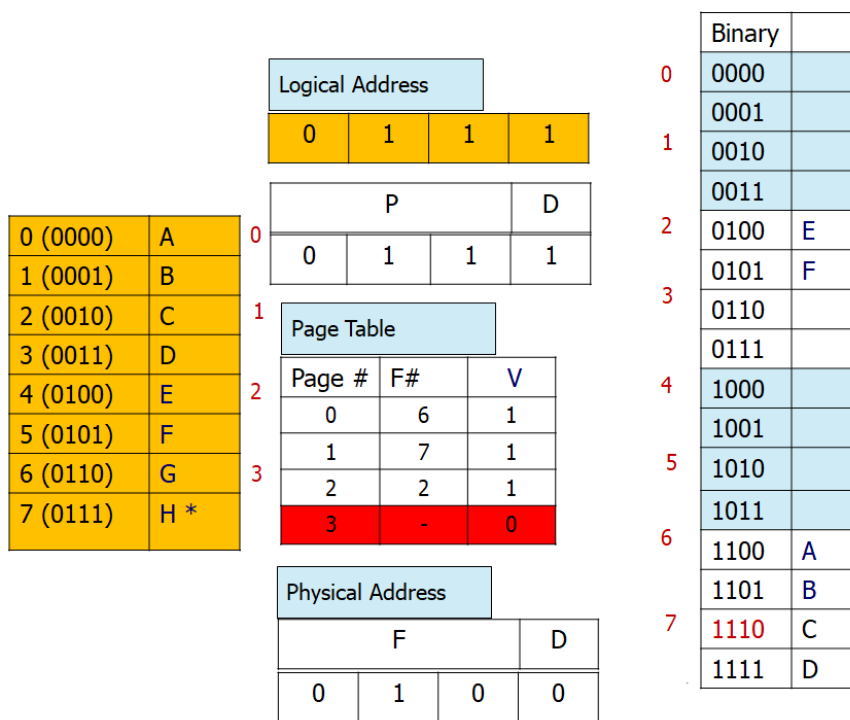 0 (0000) A
1 (0001) B
2 (0010) C
3 (0011) D
4 (0100) E
5 (0101) F
6 (0110) G
7 (0111) H *
0
1
2
3
Logical Address
0 1 1 1
P D
0 1 1 1
Page Table
Page # F# V
0 6 1
1 7 1
2 2 1
3 - 0
Physical Address
F D
0 1 0 0
0
1
2
3
4
5
6
7
Binary
0000
0001
0010
0011
0100 E
0101 F
0110
0111
1000
1001
1010
1011
1100 A
1101 B
1110 C
1111 D